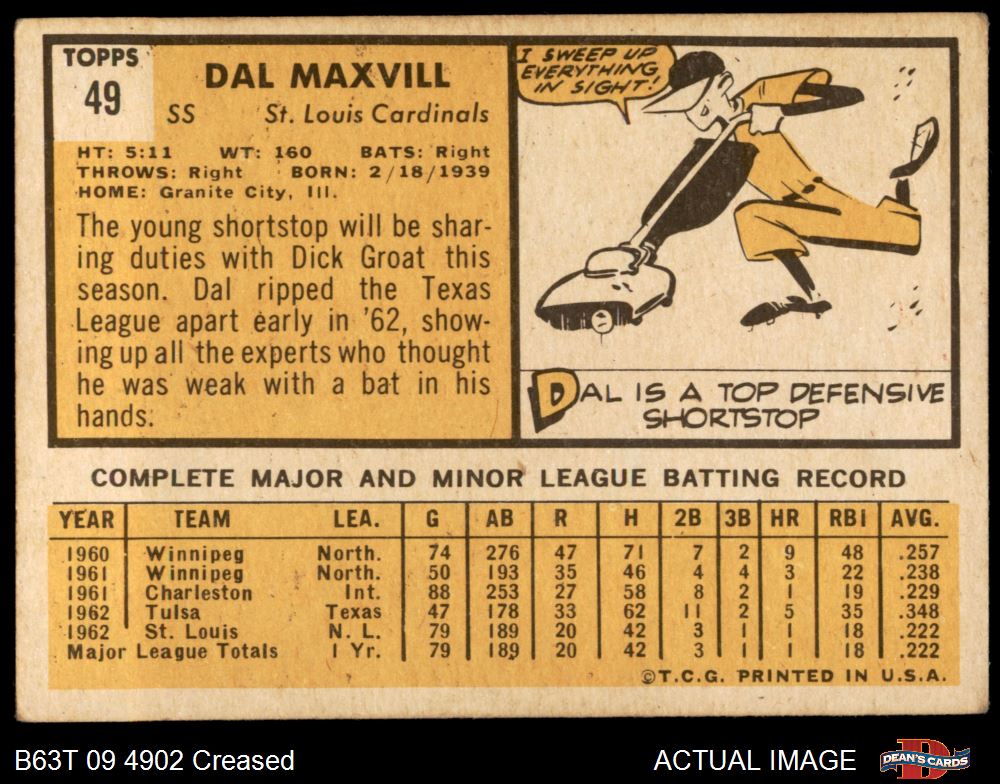 TOPPS
49
DAL MAXVILL
SS St. Louis Cardinals
HT: 5:11 WT: 160 BATS: Right
THROWS: Right BORN: 2/18/1939
HOME: Granite City, Ill.
The young shortstop will be shar-
ing duties with Dick Groat this
season. Dal ripped the Texas
League apart early in '62, show-
ing up all the experts who thought
he was weak with a bat in his
hands.
I SWEEP UP
EVERYTHING
IN SIGHT!
DAL IS A TOP DEFENSIVE
SHORTSTOP
COMPLETE MAJOR AND MINOR LEAGUE BATTING RECORD
YEAR TEAM LEA. G AB R H 2B 3B HR RBI AVG.
1960 Winnipeg North. 74 276 47 71 7 2 9 48 .257
1961 Winnipeg North. 50 193 35 46 4 4 3 22 .238
1961 Charleston Int. 88 253 27 58 8 2 1 19 .229
1962 Tulsa Texas 47 178 33 62 11 2 5 35 .348
1962 St. Louis N. L. 79 189 20 42 3 1 1 18 .222
Major League Totals 1 Yr. 79 189 20 42 3 1 1 18 .222
©T.C.G. PRINTED IN U.S.A.
B63T 09 4902 Creased
ACTUAL IMAGE
D
DEAN'S CARDS